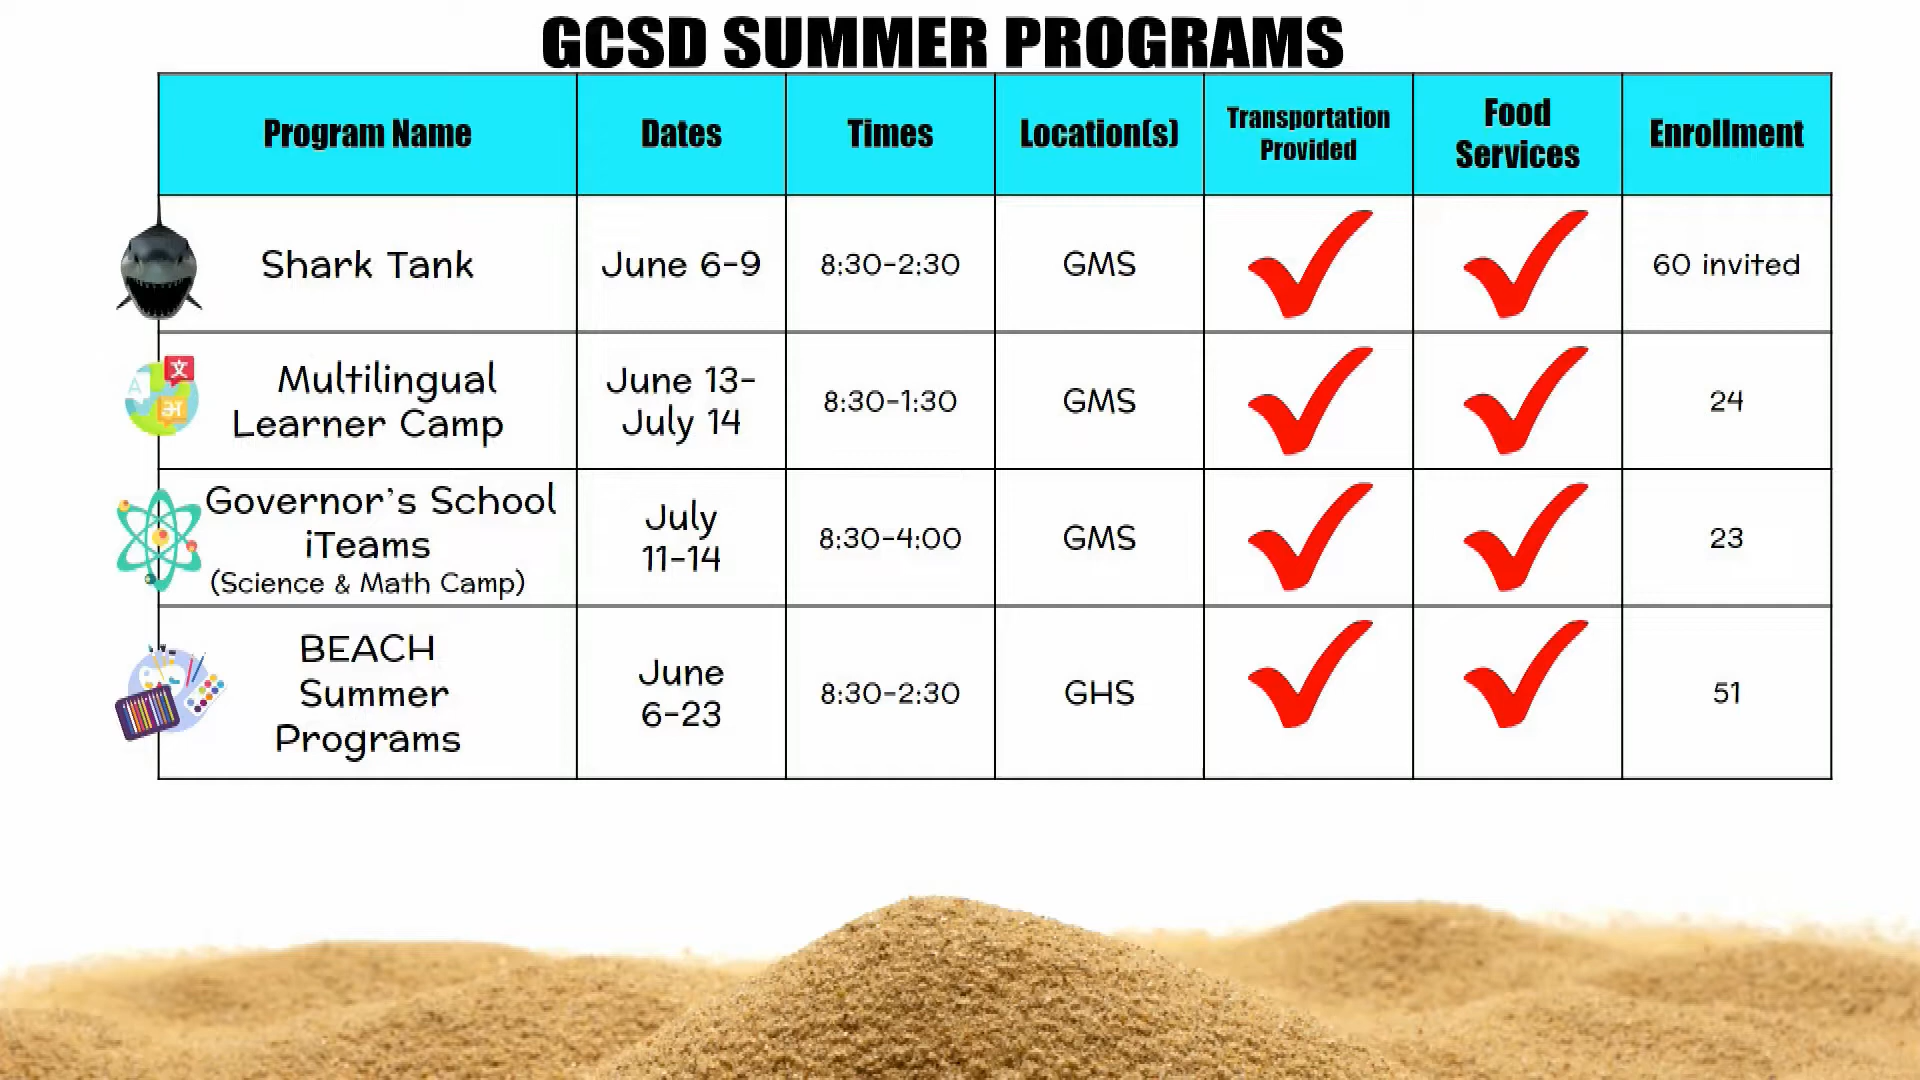 GCSD SUMMER PROGRAMS
Program Name
Dates
Times
Location(s)
Transportation
Provided
Food
Services
Enrollment
Shark Tank
June 6-9
8:30-2:30
GMS
60 invited
Multilingual
Learner Camp
June 13-
July 14
8:30-1:30
GMS
24
Governor's School
iTeams
(Science & Math Camp)
July
11-14
8:30-4:00
GMS
23
BEACH
Summer
Programs
June
6-23
8:30-2:30
GHS
51